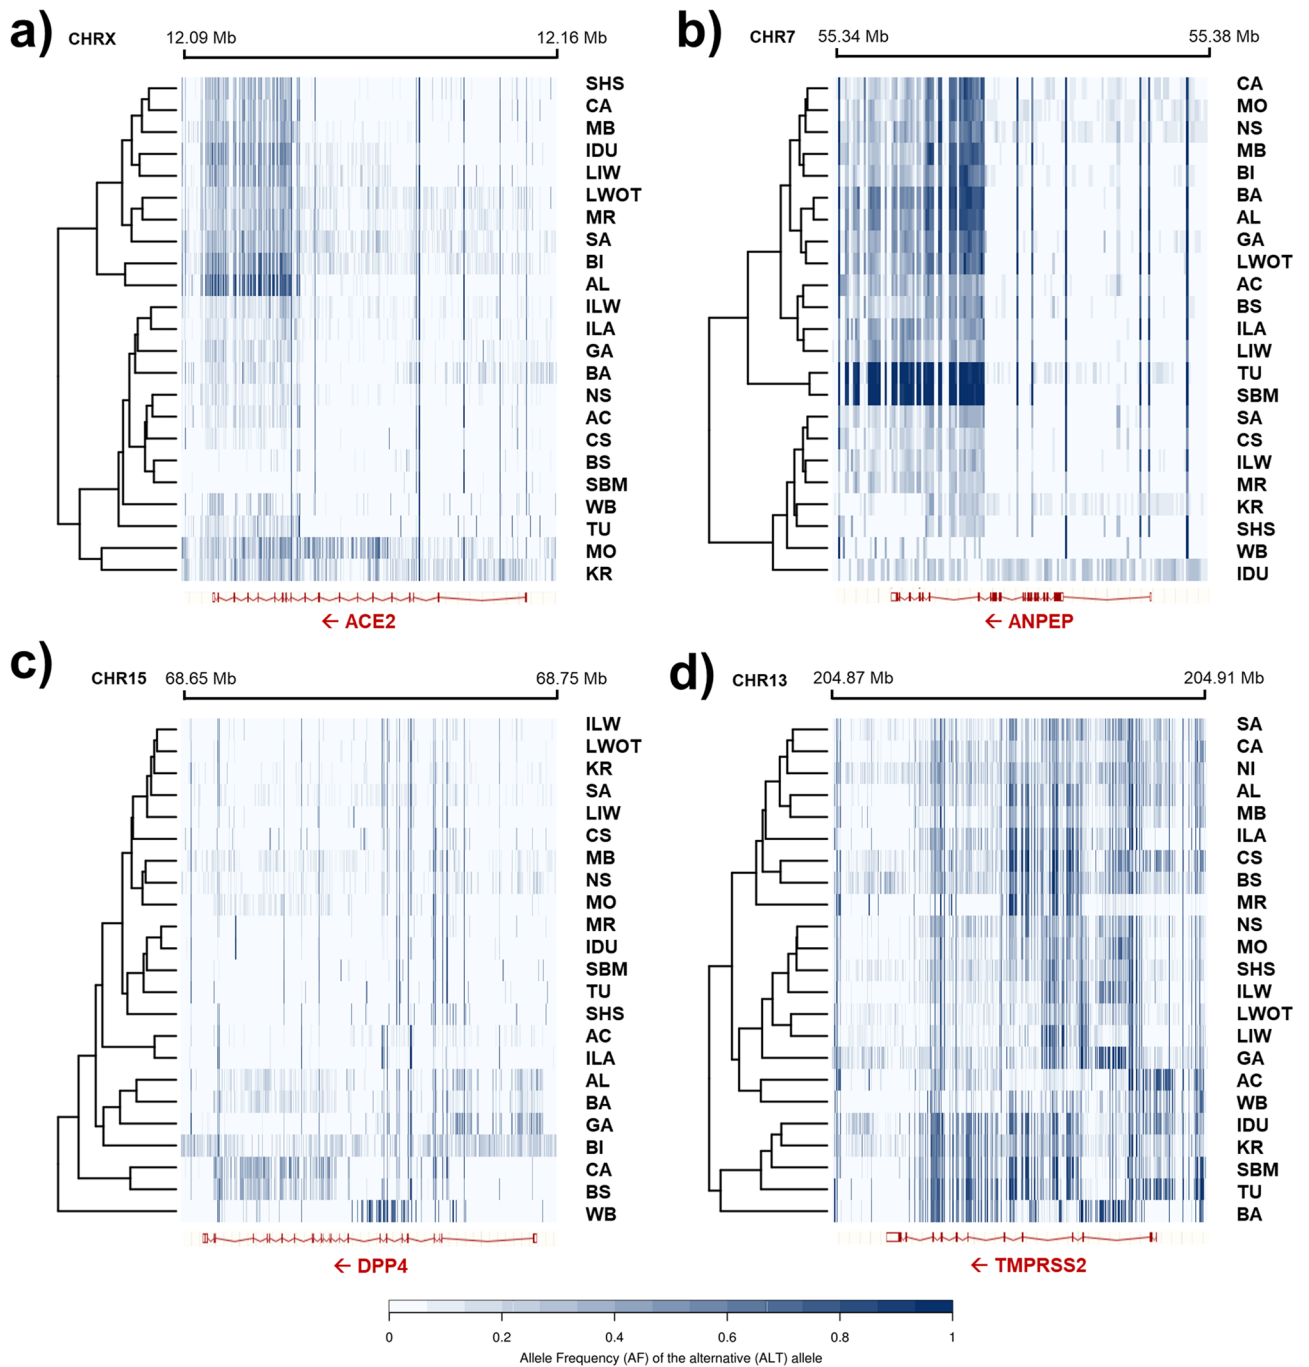 a)
CHRX
12.09 Mb
12.16 Mb
SHS
CA
MB
IDU
LIW
LWOT
MR
SA
BI
AL
ILW
ILA
GA
BA
NS
AC
CS
BS
SBM
WB
TU
MO
KR
← ACE2
b)
CHR7
55.34 Mb
55.38 Mb
CA
MO
NS
MB
BI
BA
AL
GA
LWOT
AC
BS
ILA
LIW
TU
SBM
SA
CS
ILW
MR
KR
SHS
WB
IDU
← ANPEP
c)
CHR15
68.65 Mb
68.75 Mb
ILW
LWOT
KR
SA
LIW
CS
MB
NS
MO
MR
IDU
SBM
TU
SHS
AC
ILA
AL
BA
GA
BI
CA
BS
WB
← DPP4
d)
CHR13
204.87 Mb
204.91 Mb
SA
CA
NI
AL
MB
ILA
CS
BS
MR
NS
MO
SHS
ILW
LWOT
LIW
GA
AC
WB
IDU
KR
SBM
TU
BA
← TMPRSS2
0 0.2 0.4 0.6 0.8 1
Allele Frequency (AF) of the alternative (ALT) allele